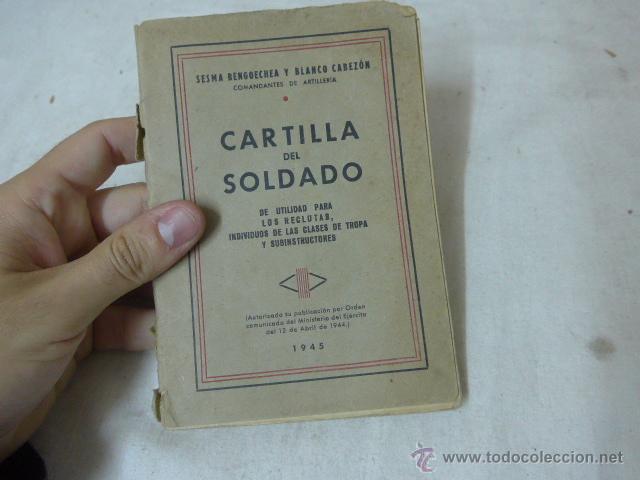 SESMA BENGOECHEA Y BLANCO CABEZÓN
COMANDANTES DE ARTILLERÍA
CARTILLA
DEL
SOLDADO
DE UTILIDAD PARA
LOS RECLUTAS,
INDIVIDUOS DE LAS CLASES DE TROPA
Y SUBINSTRUCTORES
(Autorizada su publicación por Orden
comunicada del Ministerio del Ejército
del 12 de Abril de 1944.)
1945
© www.todocoleccion.net